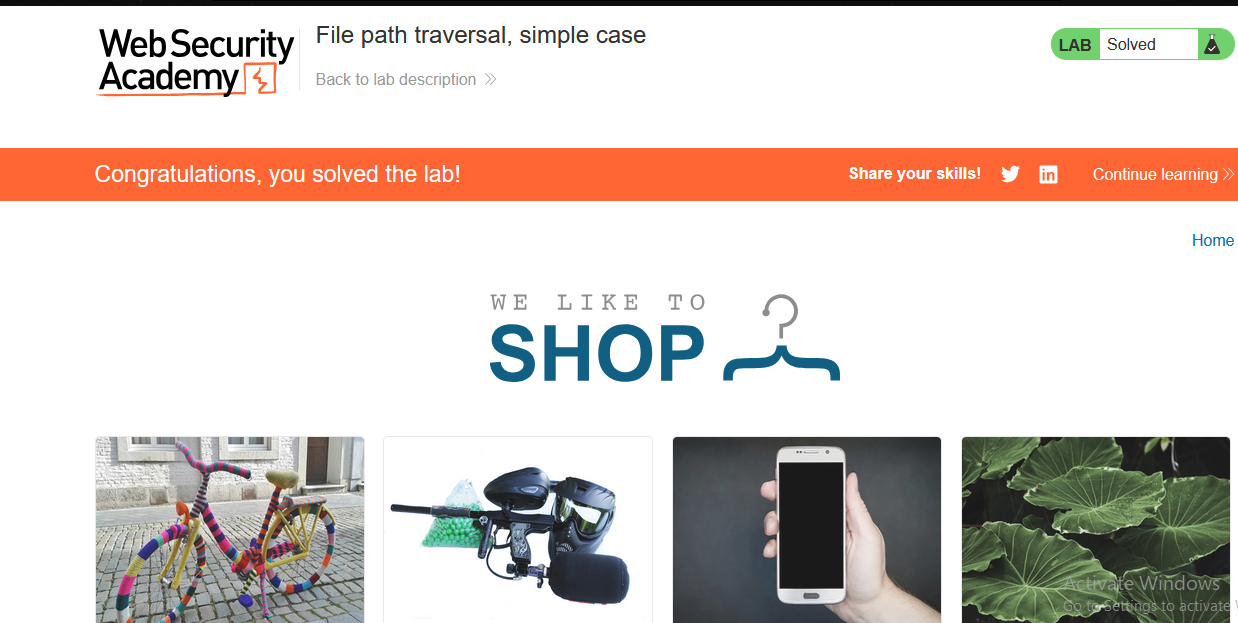 Web Security
Academy
File path traversal, simple case
Back to lab description
LAB Solved
Congratulations, you solved the lab!
Share your skills!
in
Continue learning
Home
WE LIKE TO
SHOP
Activate Windows
Go to Settings to activate